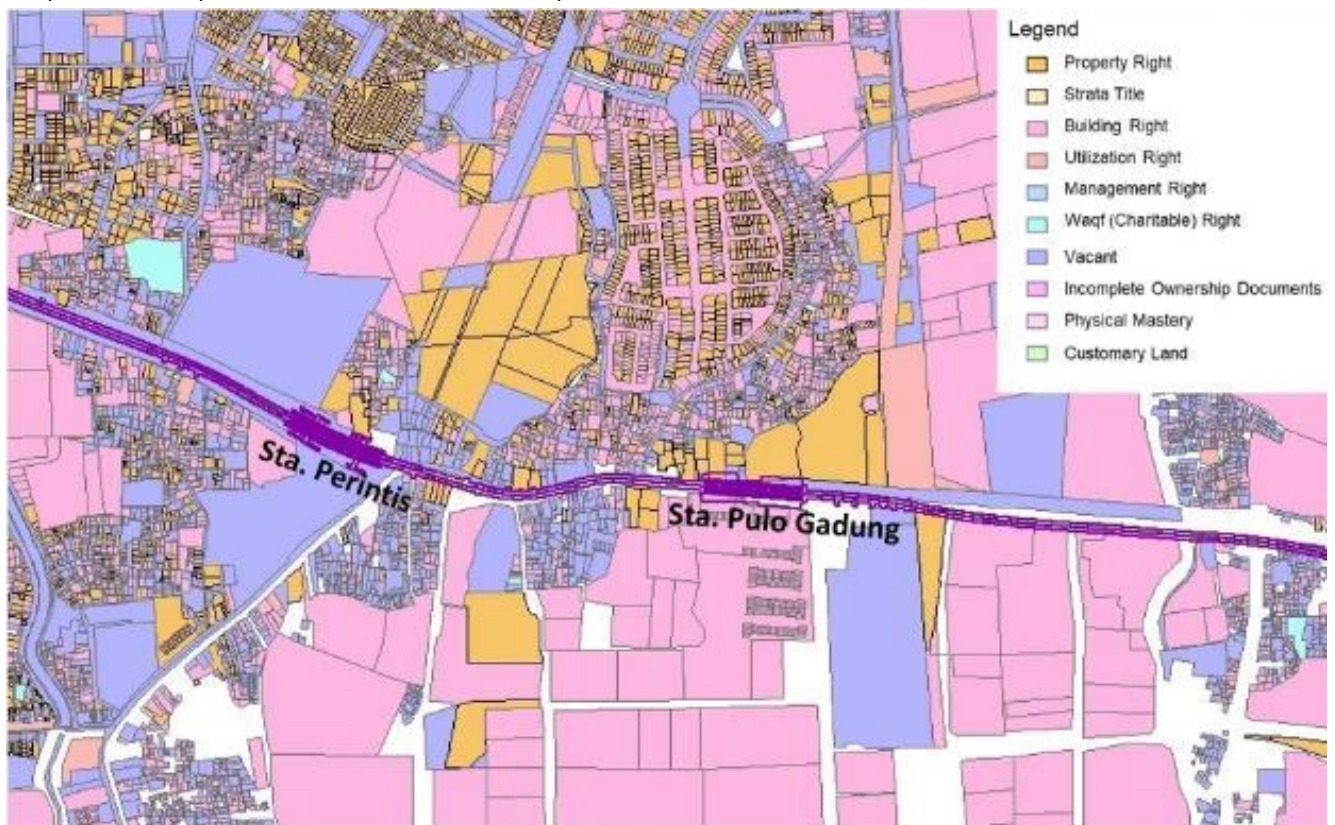 Legend
Property Right
Strata Title
Building Right
Utilization Right
Management Right
Waqf (Charitable) Right
Vacant
Incomplete Ownership Documents
Physical Mastery
Customary Land
Sta. Perintis
Sta. Pulo Gadung